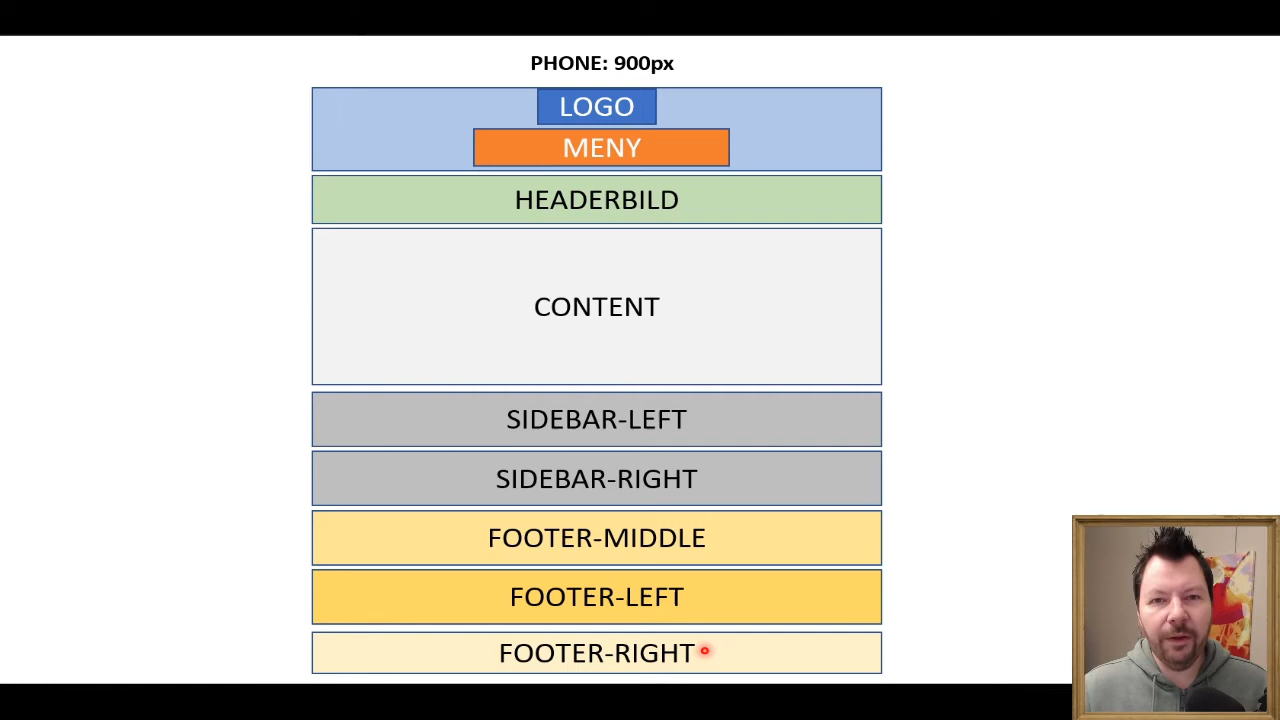 PHONE: 900px
LOGO
MENY
HEADERBILD
CONTENT
SIDEBAR-LEFT
SIDEBAR-RIGHT
FOOTER-MIDDLE
FOOTER-LEFT
FOOTER-RIGHT